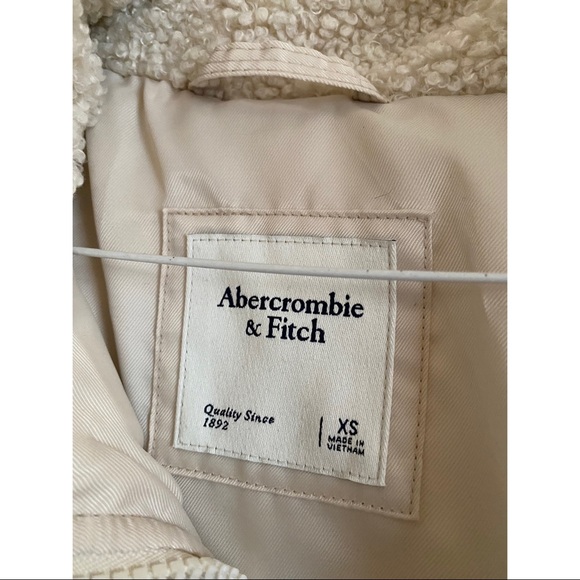 Abercrombie
& Fitch
Quality Since
1892
XS
MADE IN
VIETNAM